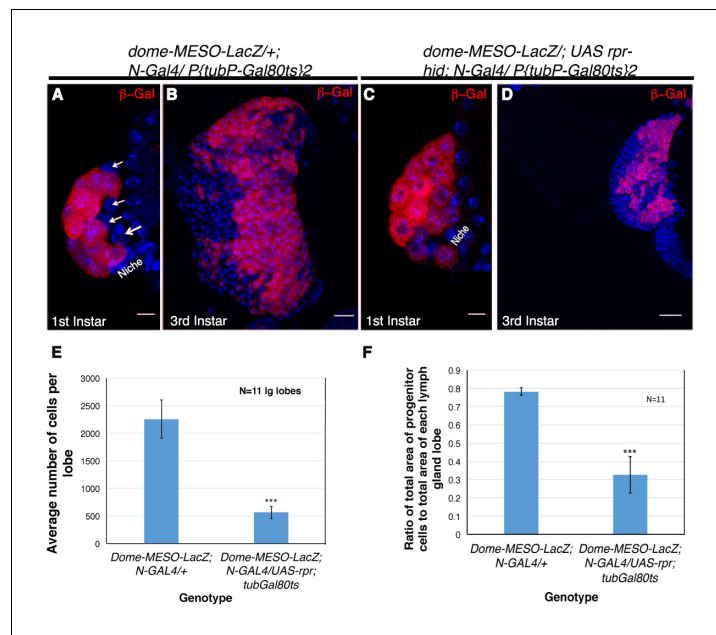 dome-MESO-LacZ/+;
N-Gal4/ P{tubP-Gal80ts}2
dome-MESO-LacZ/; UAS rpr-
hid; N-Gal4/ P{tubP-Gal80ts}2
A
β-Gal
Niche
1st Instar
B
β-Gal
3rd Instar
C
β-Gal
Niche
1st Instar
D
β-Gal
3rd Instar
E
Average number of cells per
lobe
3000
2500
2000
1500
1000
500
0
N=11 lg lobes
***
Dome-MESO-LacZ;
N-GAL4/+
Dome-MESO-LacZ;
N-GAL4/UAS-rpr;
tubGal80ts
Genotype
F
Ratio of total area of progenitor
cells to total area of each lymph
gland lobe
0.9
0.8
0.7
0.6
0.5
0.4
0.3
0.2
0.1
0
N=11
***
Dome-MESO-LacZ;
N-GAL4/+
Dome-MESO-LacZ;
N-GAL4/UAS-rpr;
tubGal80ts
Genotype